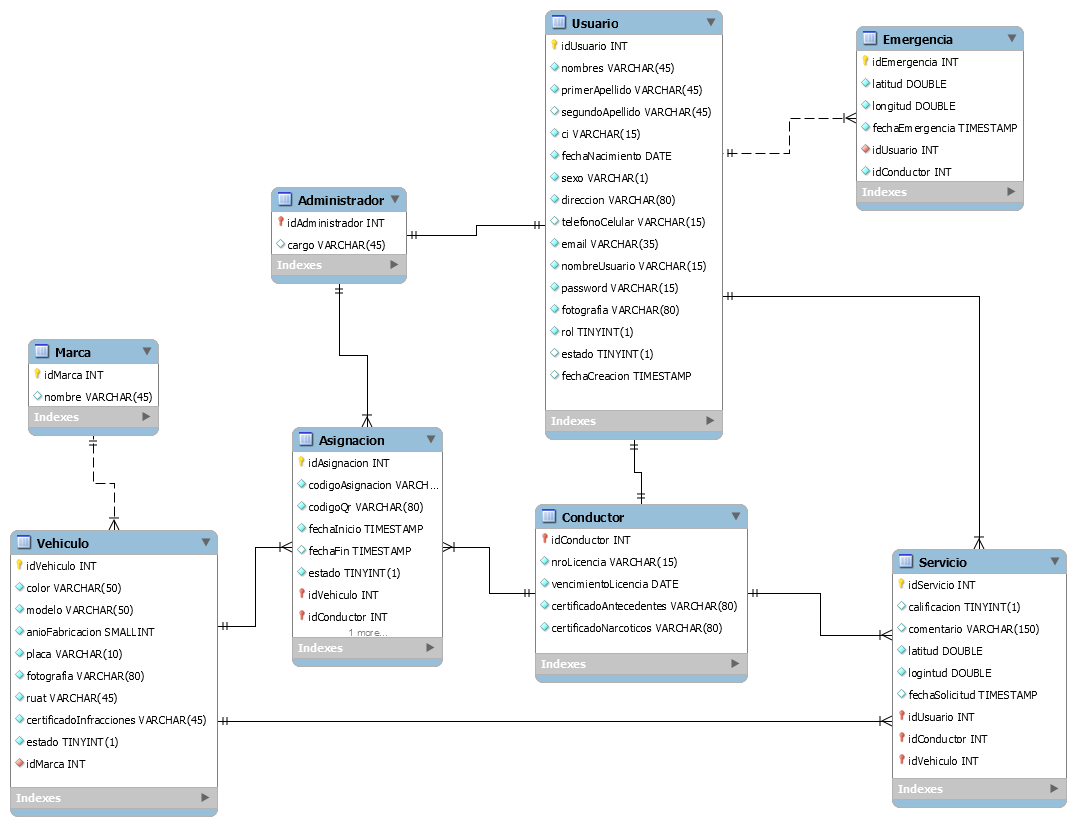 Usuario
idUsuario INT
nombres VARCHAR(45)
primerApellido VARCHAR(45)
segundoApellido VARCHAR(45)
ci VARCHAR(15)
fechaNacimiento DATE
sexo VARCHAR(1)
direccion VARCHAR(80)
telefonoCelular VARCHAR(15)
email VARCHAR(35)
nombreUsuario VARCHAR(15)
password VARCHAR(15)
fotografia VARCHAR(80)
rol TINYINT(1)
estado TINYINT(1)
fechaCreacion TIMESTAMP
Indexes
Emergencia
idEmergencia INT
latitud DOUBLE
longitud DOUBLE
fechaEmergencia TIMESTAMP
idUsuario INT
idConductor INT
Indexes
Administrador
idAdministrador INT
cargo VARCHAR(45)
Indexes
Marca
idMarca INT
nombre VARCHAR(45)
Indexes
Asignacion
idAsignacion INT
codigoAsignacion VARCH...
codigoQr VARCHAR(80)
fechaInicio TIMESTAMP
fechaFin TIMESTAMP
estado TINYINT(1)
idVehiculo INT
idConductor INT
1 more...
Indexes
Conductor
idConductor INT
nroLicencia VARCHAR(15)
vencimientoLicencia DATE
certificadoAntecedentes VARCHAR(80)
certificadoNarcoticos VARCHAR(80)
Indexes
Vehiculo
idVehiculo INT
color VARCHAR(50)
modelo VARCHAR(50)
anioFabricacion SMALLINT
placa VARCHAR(10)
fotografia VARCHAR(80)
ruat VARCHAR(45)
certificadoInfracciones VARCHAR(45)
estado TINYINT(1)
idMarca INT
Indexes
Servicio
idServicio INT
calificacion TINYINT(1)
comentario VARCHAR(150)
latitud DOUBLE
logintud DOUBLE
fechaSolicitud TIMESTAMP
idUsuario INT
idConductor INT
idVehiculo INT
Indexes